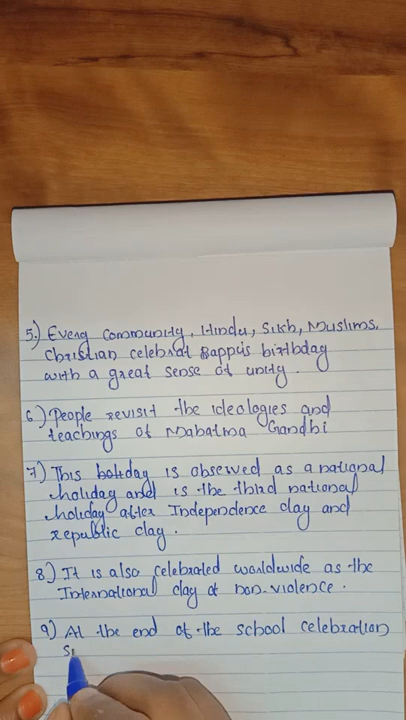 5.) Eveny community, Hindu, Sikh, Muslims,
Christian celebrat Bappu's birthday
with a great sense of unity.
6.) People revisit the ideologies and
teachings of Mahatma Gandhi
7.) This holiday is observed as a national
holiday and is the third national
holiday after Independence day and
republic day.
8.) It is also celebrated worldwide as the
International day of non-violence.
9) At the end of the school celebration